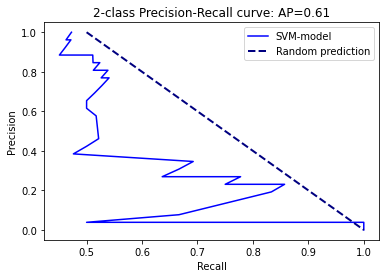 2-class Precision-Recall curve: AP=0.61
SVM-model
Random prediction
Precision
1.0
0.8
0.6
0.4
0.2
0.0
0.5
0.6
0.7
0.8
0.9
1.0
Recall